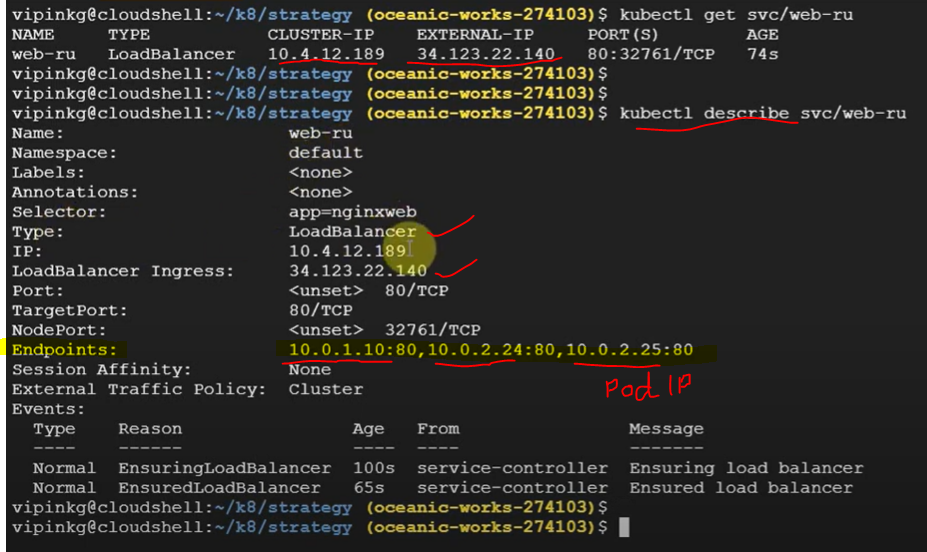 vipinkg@cloudshell:~/k8/strategy (oceanic-works-274103)$ kubectl get svc/web-ru
NAME TYPE CLUSTER-IP EXTERNAL-IP PORT(S) AGE
web-ru LoadBalancer 10.4.12.189 34.123.22.140 80:32761/TCP 74s
vipinkg@cloudshell:~/k8/strategy (oceanic-works-274103)$
vipinkg@cloudshell:~/k8/strategy (oceanic-works-274103)$
vipinkg@cloudshell:~/k8/strategy (oceanic-works-274103)$ kubectl describe svc/web-ru
Name: web-ru
Namespace: default
Labels: <none>
Annotations: <none>
Selector: app=nginxweb
Type: LoadBalancer
IP: 10.4.12.189
LoadBalancer Ingress: 34.123.22.140
Port: <unset> 80/TCP
TargetPort: 80/TCP
NodePort: <unset> 32761/TCP
Endpoints: 10.0.1.10:80,10.0.2.24:80,10.0.2.25:80
Session Affinity: None
Pod IP
External Traffic Policy: Cluster
Events:
Type Reason Age From Message
---- ------ ---- ---- -------
Normal EnsuringLoadBalancer 100s service-controller Ensuring load balancer
Normal EnsuredLoadBalancer 65s service-controller Ensured load balancer
vipinkg@cloudshell:~/k8/strategy (oceanic-works-274103)$
vipinkg@cloudshell:~/k8/strategy (oceanic-works-274103)$